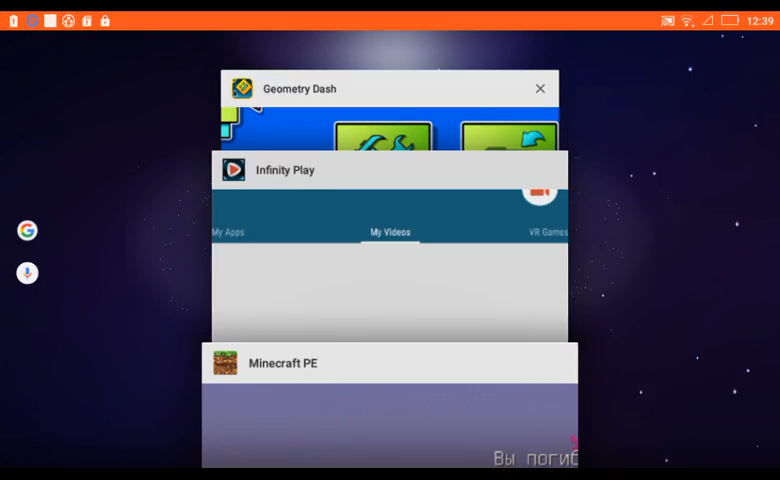 12:39
Geometry Dash
Infinity Play
My Apps My Videos VR Games
Minecraft PE
Вы погиб